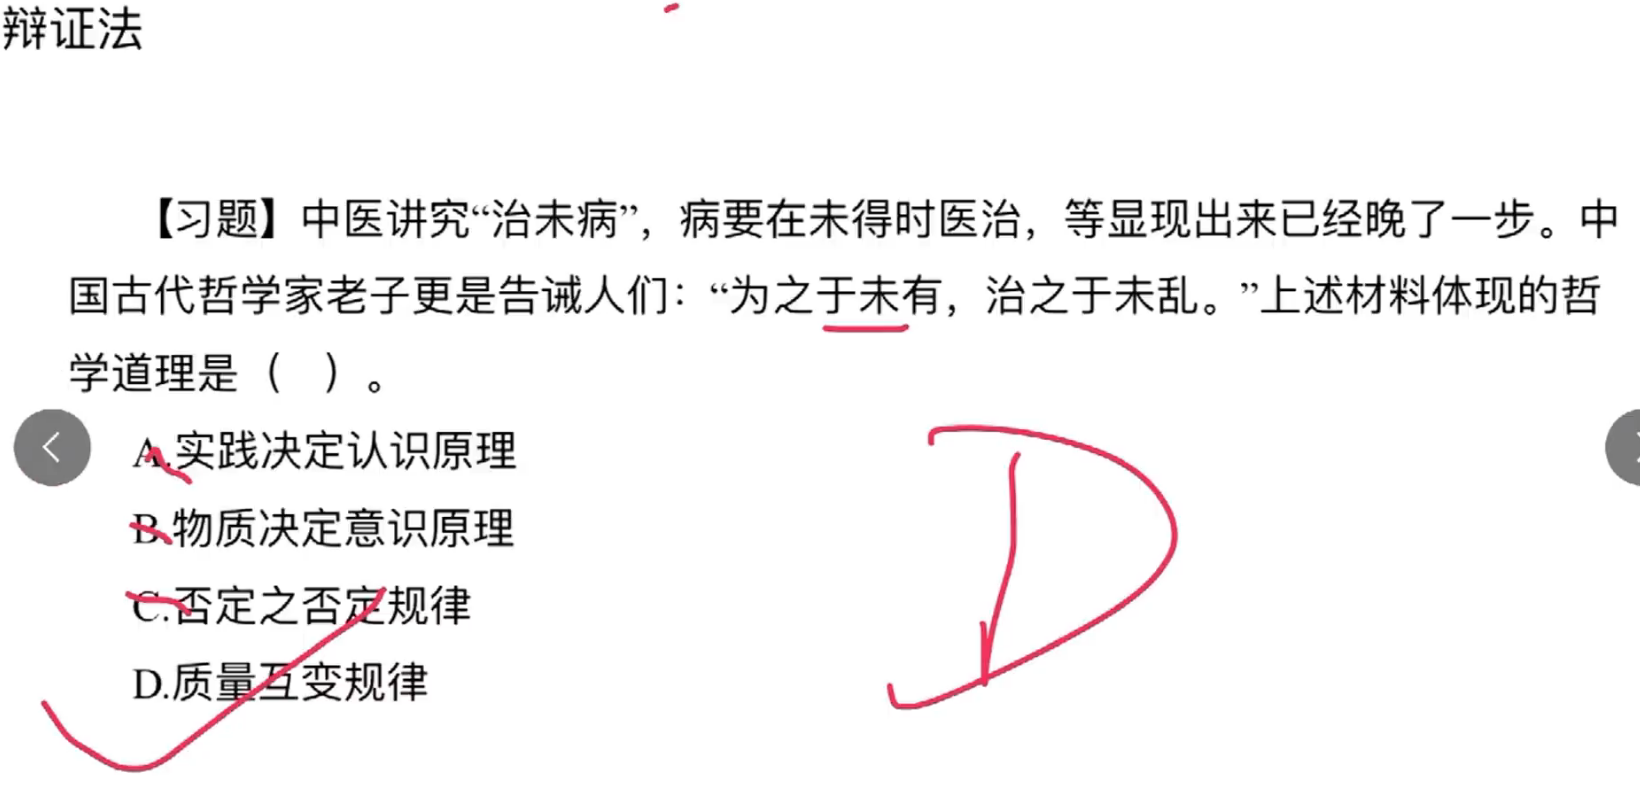 辩证法
【习题】中医讲究“治未病”，病要在未得时医治，等显现出来已经晚了一步。中
国古代哲学家老子更是告诫人们：“为之于未有，治之于未乱。”上述材料体现的哲
学道理是（ ）。
A.实践决定认识原理
B.物质决定意识原理
C.否定之否定规律
D.质量互变规律
D